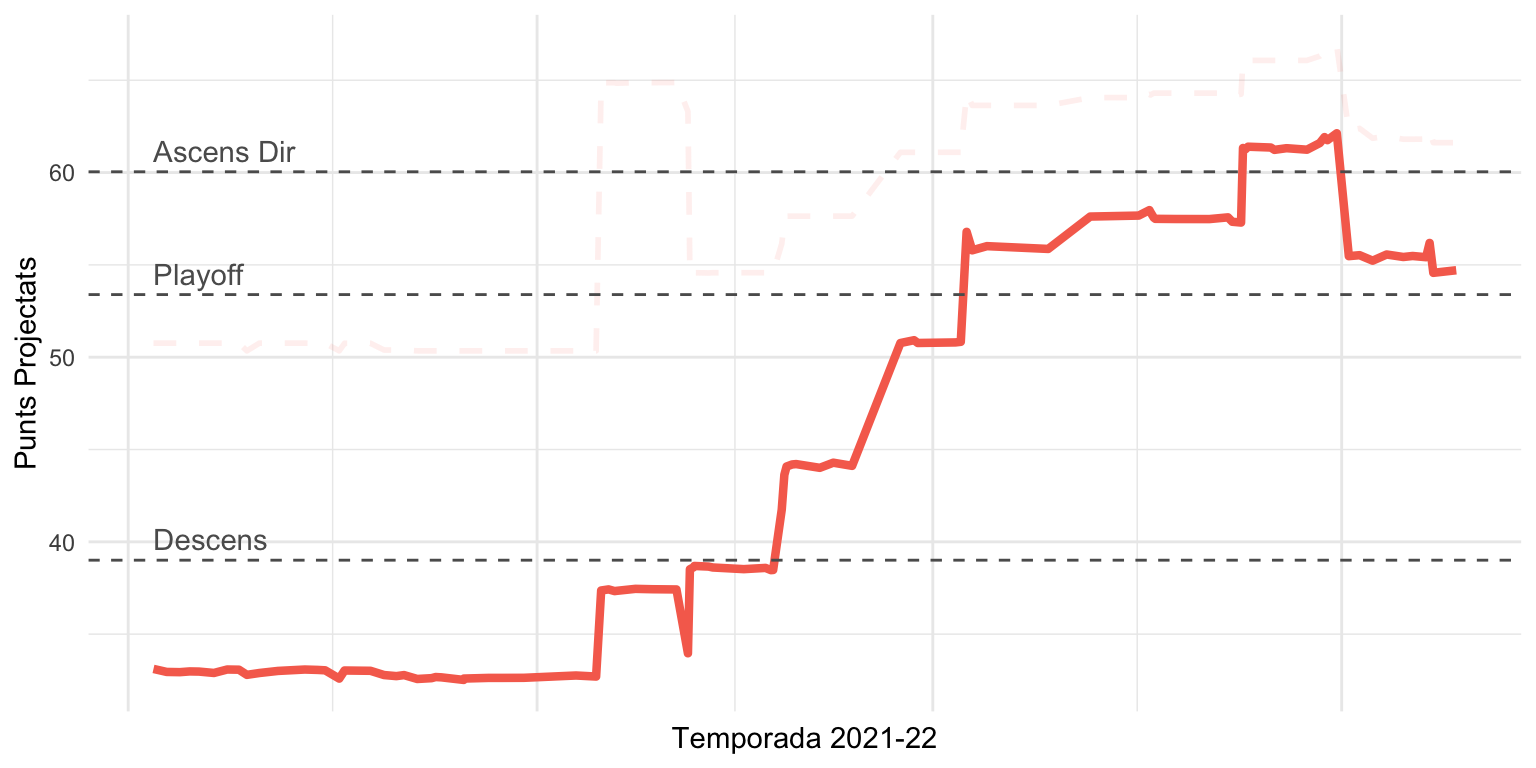 Ascens Dir
60
Playoff
50
Descens
40
Punts Projectats
Temporada 2021-22